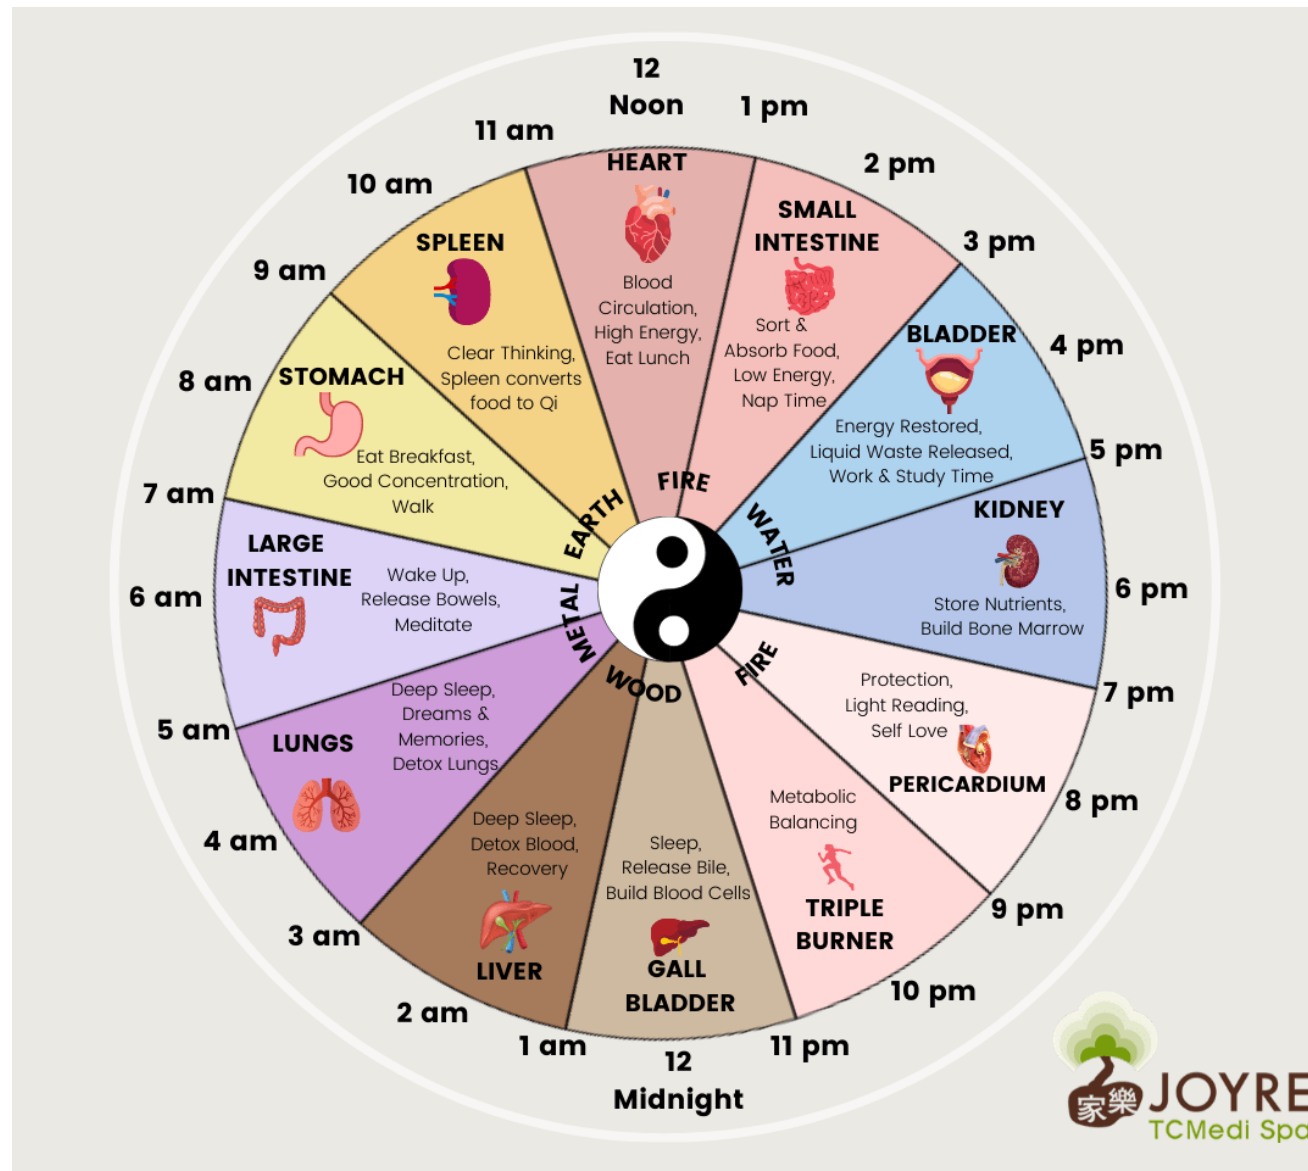 12
Noon
1 pm
2 pm
3 pm
4 pm
5 pm
6 pm
7 pm
8 pm
9 pm
10 pm
11 pm
12
Midnight
1 am
2 am
3 am
4 am
5 am
6 am
7 am
8 am
9 am
10 am
11 am
HEART
Blood
Circulation,
High Energy,
Eat Lunch
SMALL
INTESTINE
Sort &
Absorb Food,
Low Energy,
Nap Time
BLADDER
Energy Restored,
Liquid Waste Released,
Work & Study Time
KIDNEY
Store Nutrients,
Build Bone Marrow
Protection,
Light Reading,
Self Love
PERICARDIUM
Metabolic
Balancing
TRIPLE
BURNER
Sleep,
Release Bile,
Build Blood Cells
GALL
BLADDER
Deep Sleep,
Detox Blood,
Recovery
LIVER
Deep Sleep,
Dreams &
Memories,
Detox Lungs
LUNGS
LARGE
INTESTINE
Wake Up,
Release Bowels,
Meditate
STOMACH
Eat Breakfast,
Good Concentration,
Walk
SPLEEN
Clear Thinking,
Spleen converts
food to Qi
FIRE
WATER
FIRE
WOOD
METAL
EARTH
家樂
JOYRE
TCMedi Spa